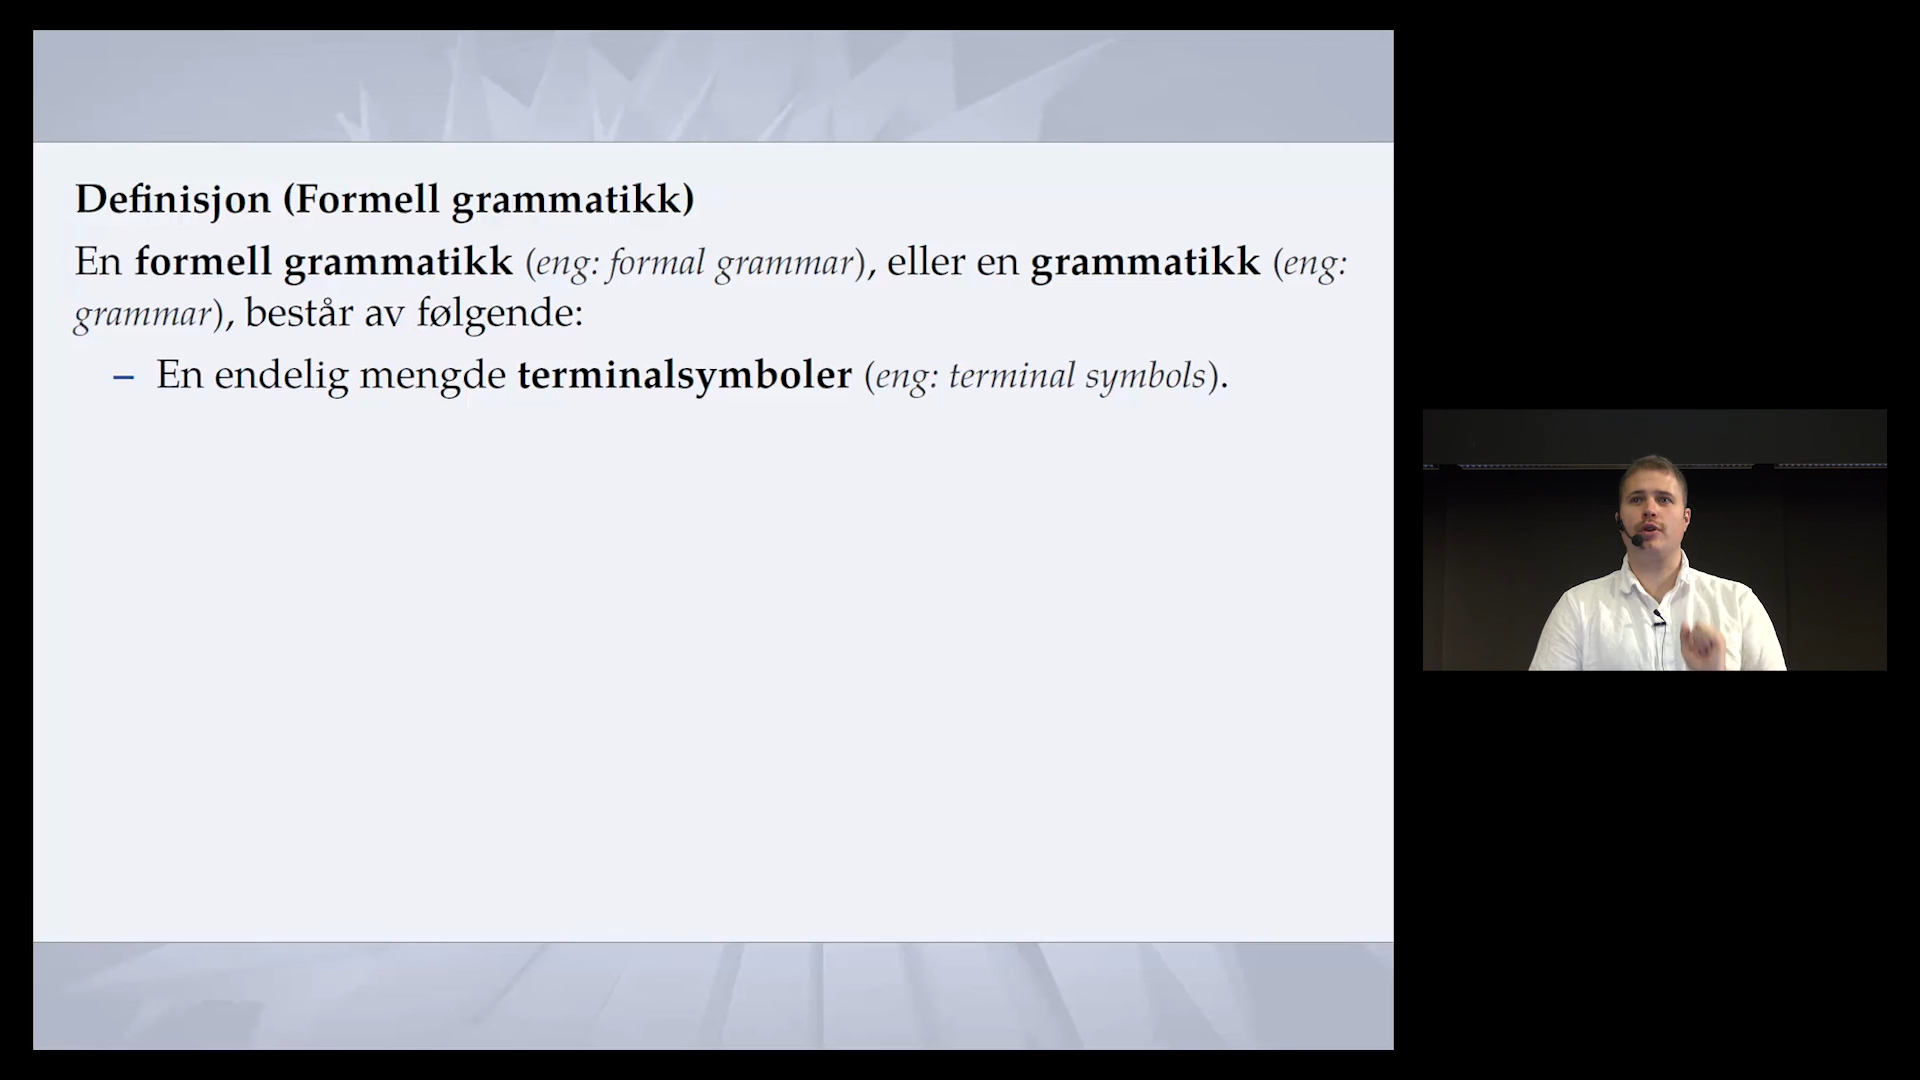 Definisjon (Formell grammatikk)
En formell grammatikk (eng: formal grammar), eller en grammatikk (eng:
grammar), består av følgende:
– En endelig mengde terminalsymboler (eng: terminal symbols).